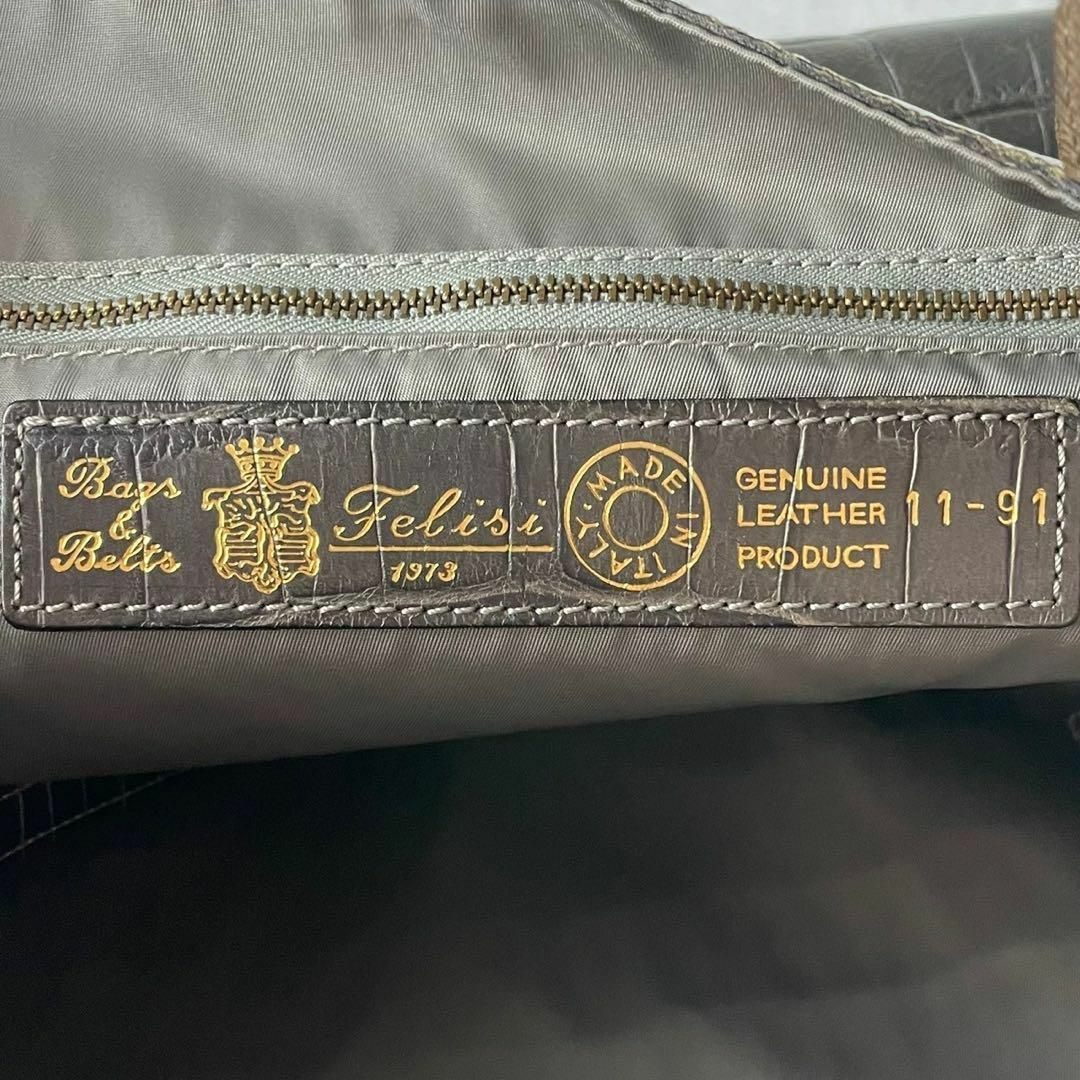 Bags
&
Belts
Felisi
1973
MADE IN ITALY
GENUINE
LEATHER
PRODUCT
11-91